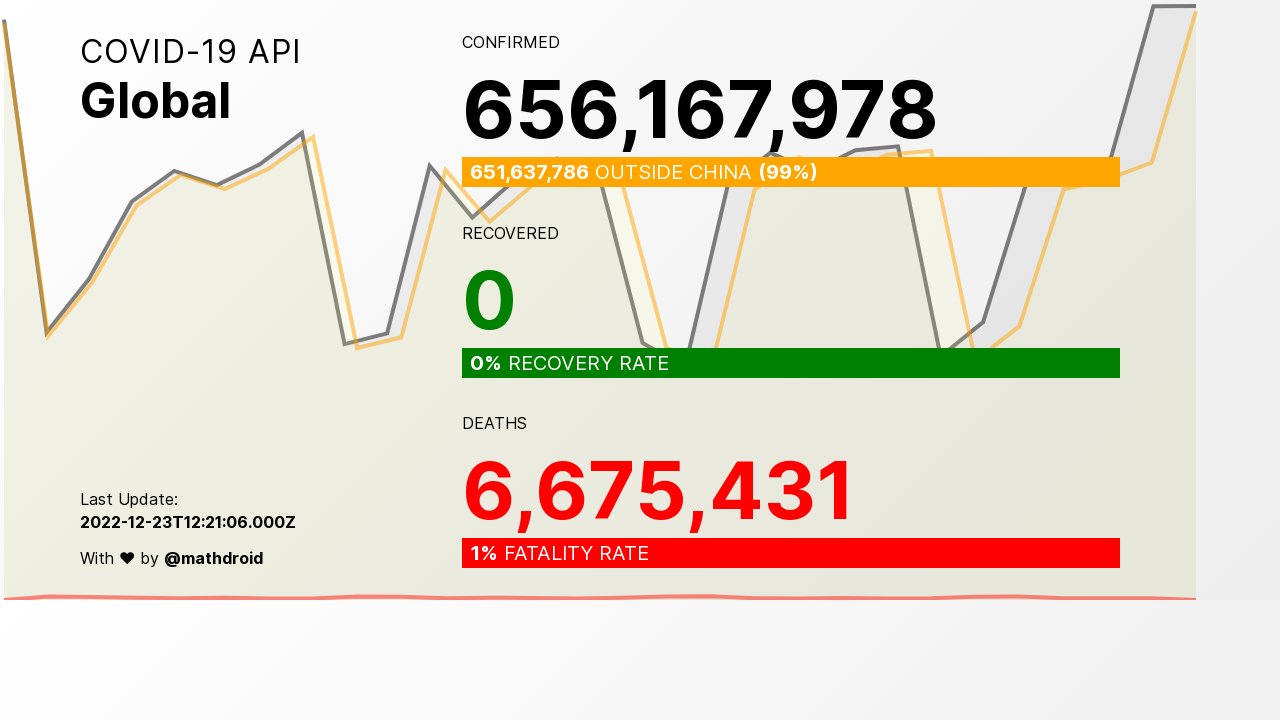 COVID-19 API
Global
CONFIRMED
656,167,978
651,637,786 OUTSIDE CHINA (99%)
RECOVERED
0
0% RECOVERY RATE
DEATHS
6,675,431
1% FATALITY RATE
Last Update:
2022-12-23T12:21:06.000Z
With ♥ by @mathdroid